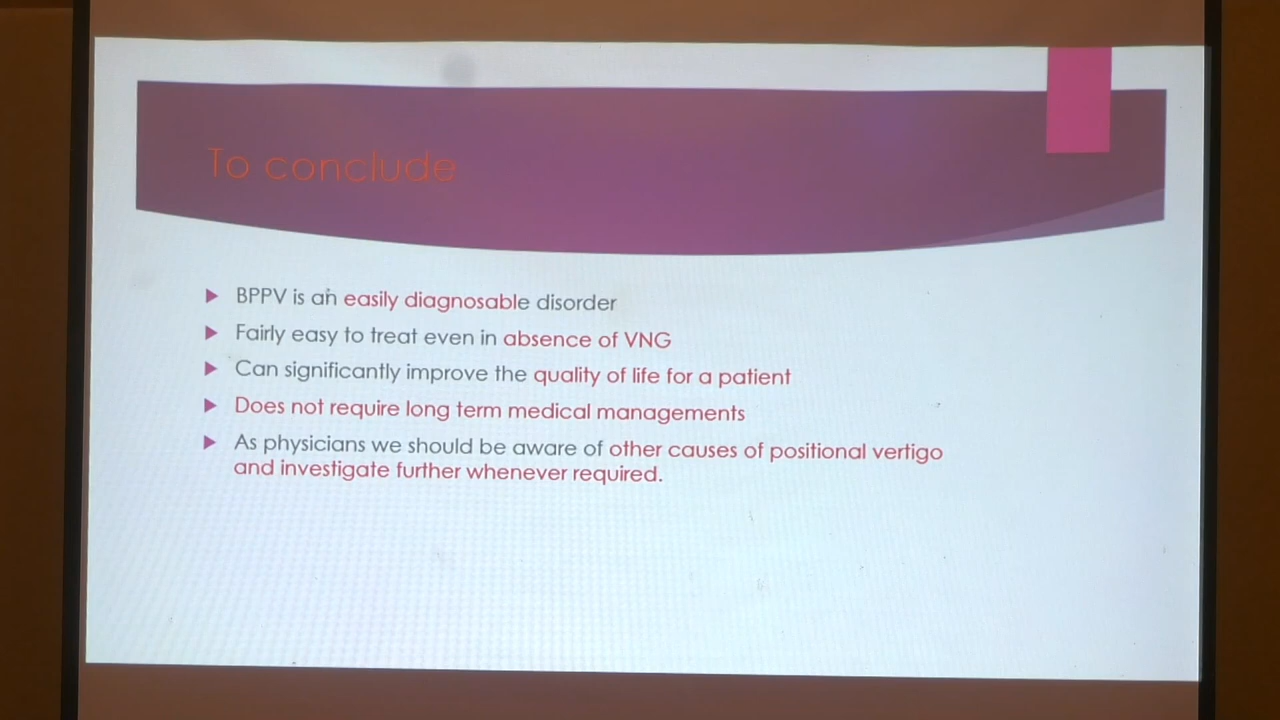 To conclude
BPPV is an easily diagnosable disorder
Fairly easy to treat even in absence of VNG
Can significantly improve the quality of life for a patient
Does not require long term medical managements
As physicians we should be aware of other causes of positional vertigo
and investigate further whenever required.